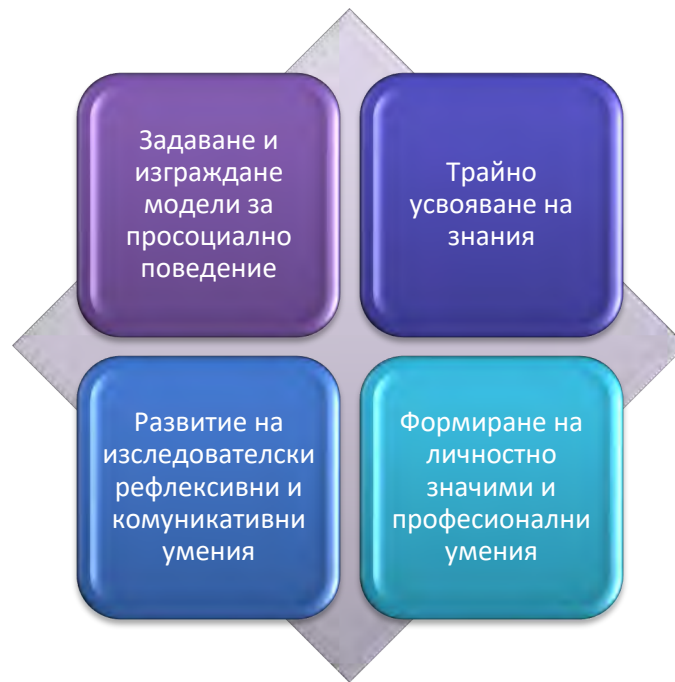 Задаване и
изграждане
модели за
просоциално
поведение
Трайно
усвояване на
знания
Развитие на
изследователски
рефлексивни и
комуникативни
умения
Формиране на
личностно
значими и
професионални
умения